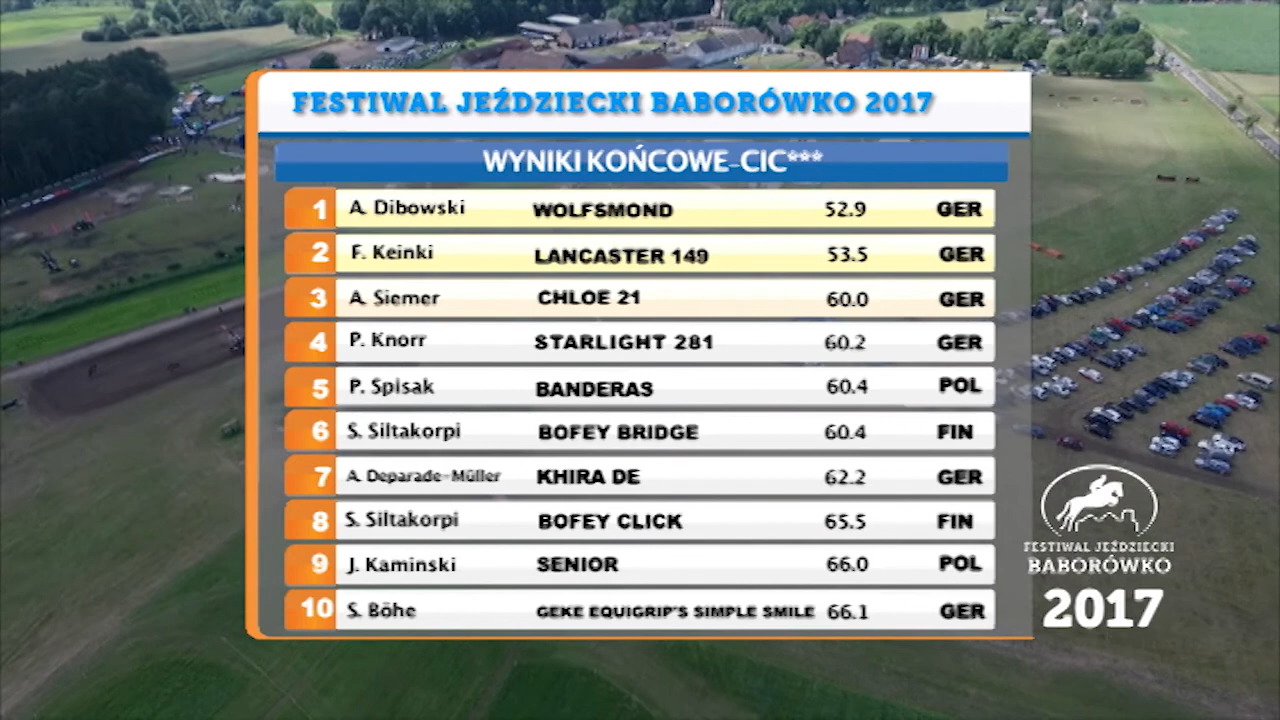 FESTIWAL JEŹDZIECKI BABORÓWKO 2017
WYNIKI KOŃCOWE-CIC***
1 A. Dibowski WOLFSMOND 52.9 GER
2 F. Keinki LANCASTER 149 53.5 GER
3 A. Siemer CHLOE 21 60.0 GER
4 P. Knorr STARLIGHT 281 60.2 GER
5 P. Spisak BANDERAS 60.4 POL
6 S. Siltakorpi BOFEY BRIDGE 60.4 FIN
7 A. Deparade-Müller KHIRA DE 62.2 GER
8 S. Siltakorpi BOFEY CLICK 65.5 FIN
9 J. Kaminski SENIOR 66.0 POL
10 S. Böhe GEKE EQUIGRIP'S SIMPLE SMILE 66.1 GER
FESTIWAL JEŹDZIECKI
BABORÓWKO
2017